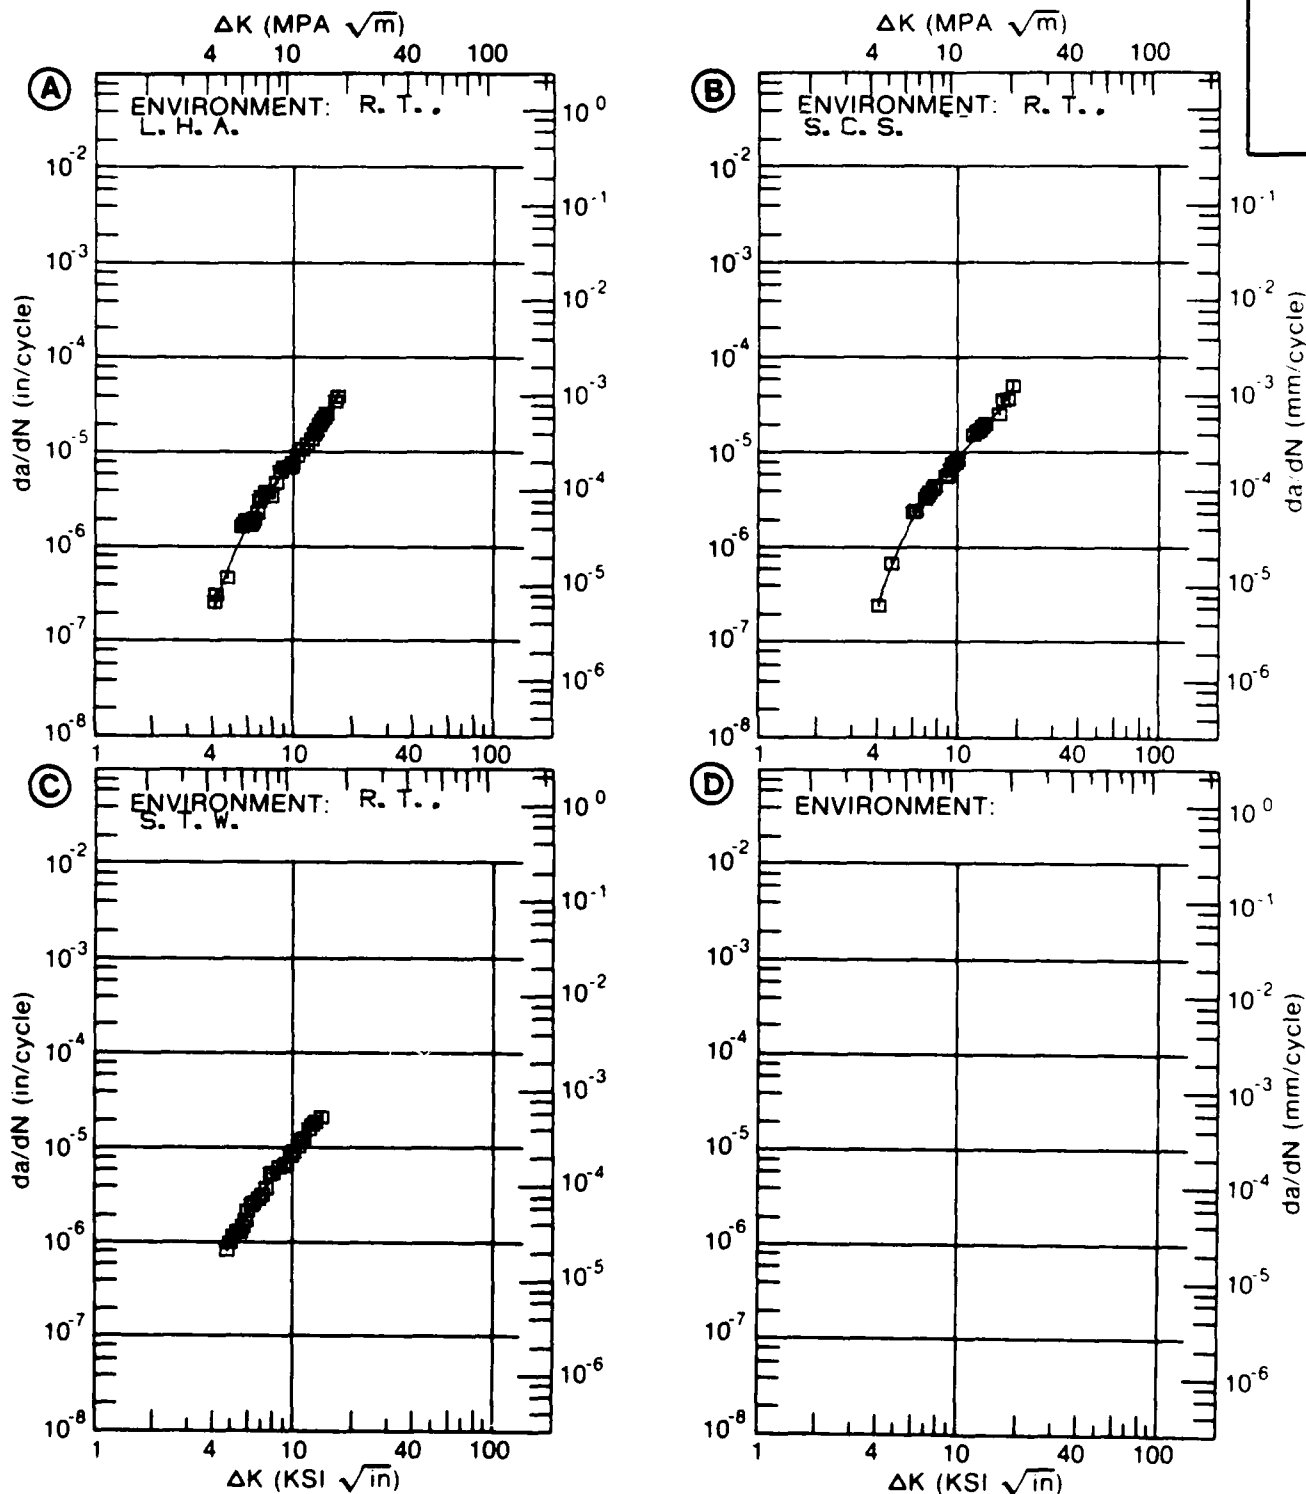 ΔK (MPA √m)
4 10 40 100
A
ENVIRONMENT: R. T..
L. H. A.
10^0
10^-1
10^-2
10^-3
10^-4
10^-5
10^-6
10^-2
10^-3
10^-4
10^-5
10^-6
10^-7
10^-8
da/dN (in/cycle)
1 4 10 40 100
ΔK (MPA √m)
4 10 40 100
B
ENVIRONMENT: R. T..
S. C. S.
10^-2
10^-3
10^-4
10^-5
10^-6
10^-7
10^-8
10^-1
10^-2
10^-3
10^-4
10^-5
10^-6
da/dN (mm/cycle)
1 4 10 40 100
C
ENVIRONMENT: R. T..
S. T. W.
10^-2
10^-3
10^-4
10^-5
10^-6
10^-7
10^-8
da/dN (in/cycle)
10^0
10^-1
10^-2
10^-3
10^-4
10^-5
10^-6
1 4 10 40 100
ΔK (KSI √in)
D
ENVIRONMENT:
10^-2
10^-3
10^-4
10^-5
10^-6
10^-7
10^-8
10^0
10^-1
10^-2
10^-3
10^-4
10^-5
10^-6
da/dN (mm/cycle)
1 4 10 40 100
ΔK (KSI √in)